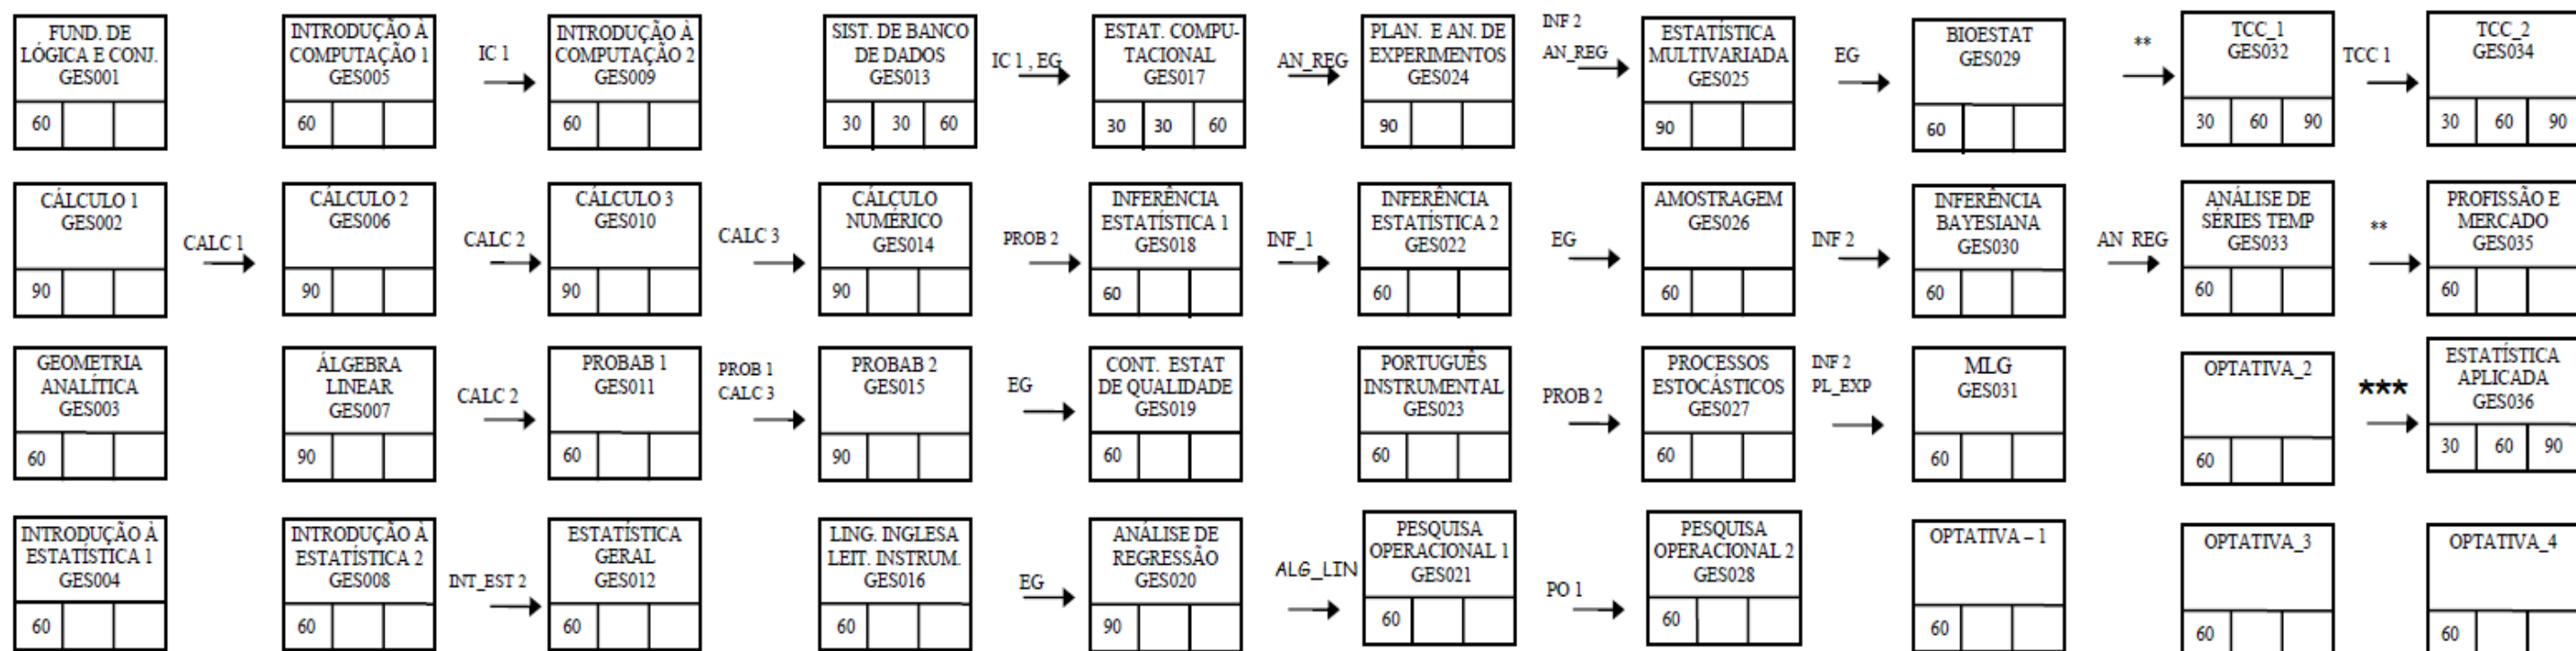 FUND. DE
LÓGICA E CONJ.
GES001
60
INTRODUÇÃO À
COMPUTAÇÃO 1
GES005
60
IC 1
INTRODUÇÃO À
COMPUTAÇÃO 2
GES009
60
SIST. DE BANCO
DE DADOS
GES013
30 30 60
IC 1 , EG
ESTAT. COMPU-
TACIONAL
GES017
30 30 60
AN_REG
PLAN. E AN. DE
EXPERIMENTOS
GES024
90
INF 2
AN_REG
ESTATÍSTICA
MULTIVARIADA
GES025
90
EG
BIOESTAT
GES029
60
**
TCC_1
GES032
30 60 90
TCC 1
TCC_2
GES034
30 60 90
CÁLCULO 1
GES002
90
CALC 1
CÁLCULO 2
GES006
90
CALC 2
CÁLCULO 3
GES010
90
CALC 3
CÁLCULO
NUMÉRICO
GES014
90
PROB 2
INFERÊNCIA
ESTATÍSTICA 1
GES018
60
INF_1
INFERÊNCIA
ESTATÍSTICA 2
GES022
60
EG
AMOSTRAGEM
GES026
60
INF 2
INFERÊNCIA
BAYESIANA
GES030
60
AN REG
ANÁLISE DE
SÉRIES TEMP
GES033
60
**
PROFISSÃO E
MERCADO
GES035
60
GEOMETRIA
ANALÍTICA
GES003
60
ÁLGEBRA
LINEAR
GES007
90
CALC 2
PROBAB 1
GES011
60
PROB 1
CALC 3
PROBAB 2
GES015
90
EG
CONT. ESTAT
DE QUALIDADE
GES019
60
PORTUGUÊS
INSTRUMENTAL
GES023
60
PROB 2
PROCESSOS
ESTOCÁSTICOS
GES027
60
INF 2
PL_EXP
MLG
GES031
60
OPTATIVA_2
60
***
ESTATÍSTICA
APLICADA
GES036
30 60 90
INTRODUÇÃO À
ESTATÍSTICA 1
GES004
60
INTRODUÇÃO À
ESTATÍSTICA 2
GES008
60
INT_EST 2
ESTATÍSTICA
GERAL
GES012
60
LING. INGLESA
LEIT. INSTRUM.
GES016
60
EG
ANÁLISE DE
REGRESSÃO
GES020
90
ALG_LIN
PESQUISA
OPERACIONAL 1
GES021
60
PO 1
PESQUISA
OPERACIONAL 2
GES028
60
OPTATIVA – 1
60
OPTATIVA_3
60
OPTATIVA_4
60